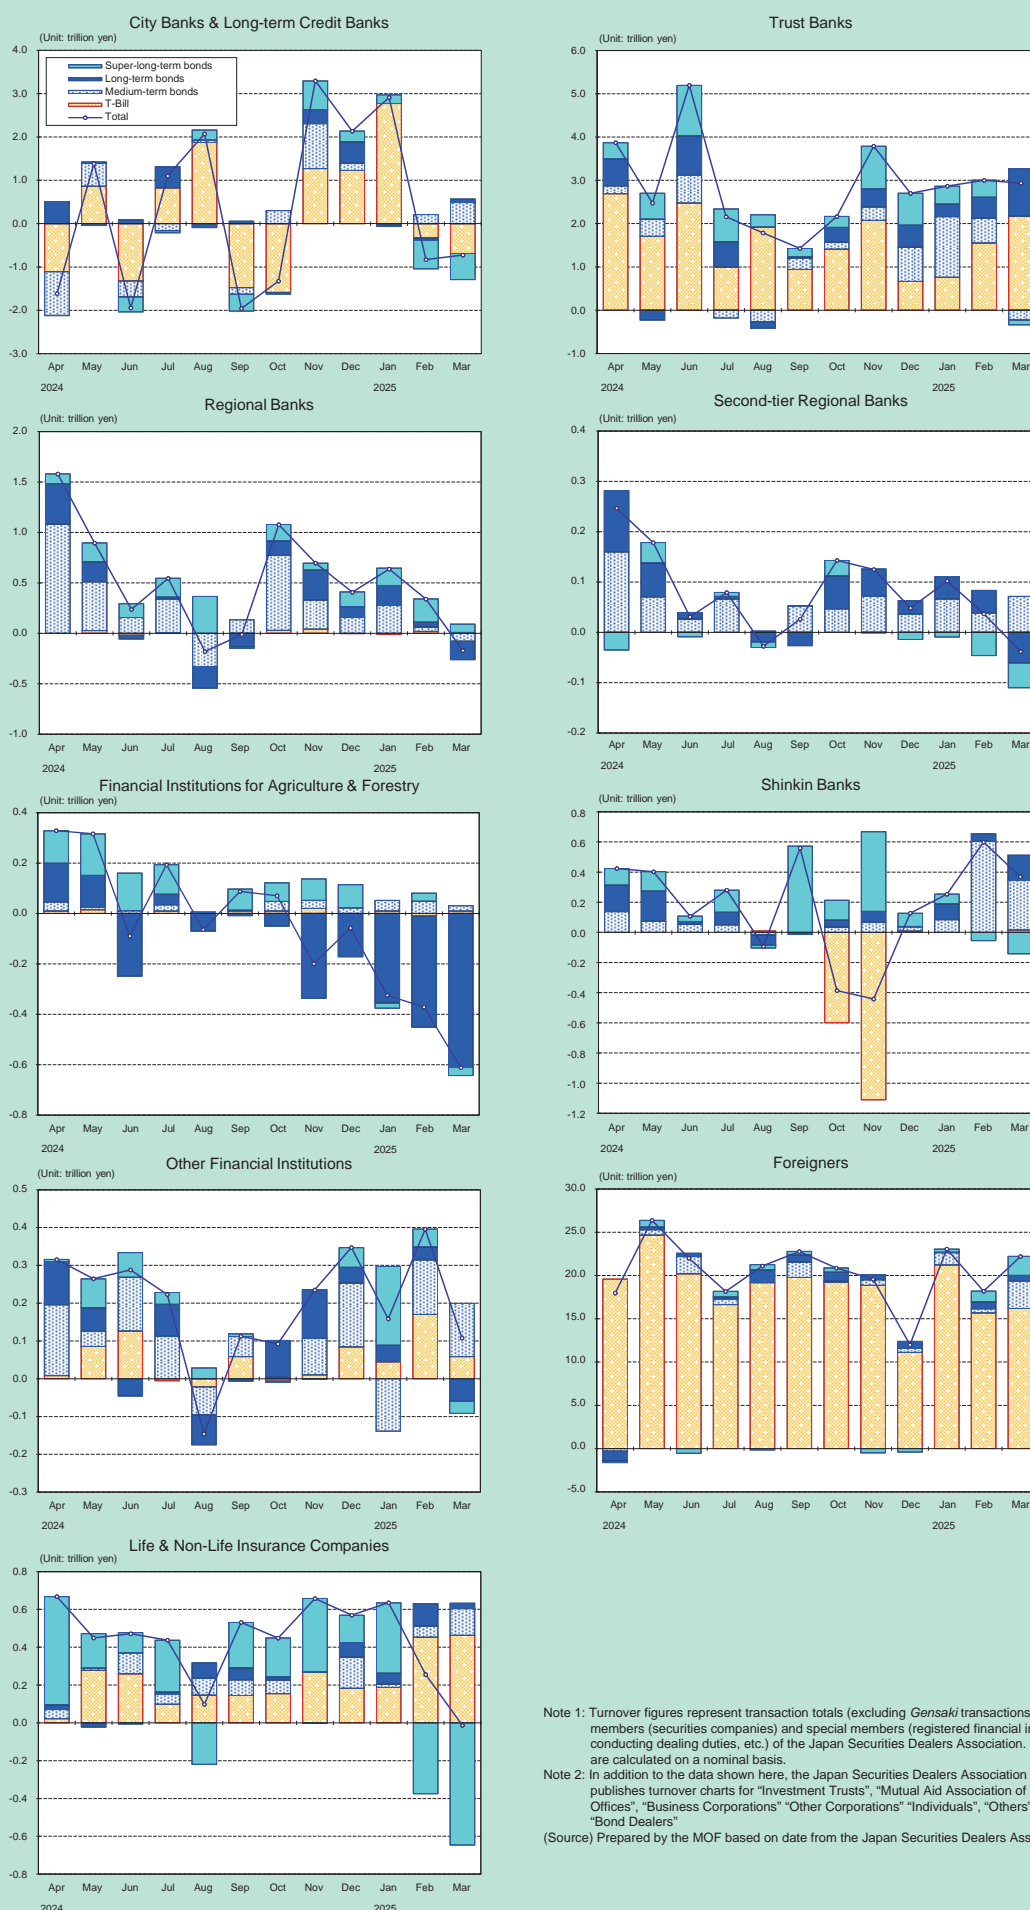 City Banks & Long-term Credit Banks
(Unit: trillion yen)
4.0
3.0
2.0
1.0
0.0
-1.0
-2.0
-3.0
Super-long-term bonds
Long-term bonds
Medium-term bonds
T-Bill
Total
Apr May Jun Jul Aug Sep Oct Nov Dec Jan Feb Mar
2024 2025
Trust Banks
(Unit: trillion yen)
6.0
5.0
4.0
3.0
2.0
1.0
0.0
-1.0
Apr May Jun Jul Aug Sep Oct Nov Dec Jan Feb Mar
2024 2025
Regional Banks
(Unit: trillion yen)
2.0
1.5
1.0
0.5
0.0
-0.5
-1.0
Apr May Jun Jul Aug Sep Oct Nov Dec Jan Feb Mar
2024 2025
Second-tier Regional Banks
(Unit: trillion yen)
0.4
0.3
0.2
0.1
0.0
-0.1
-0.2
Apr May Jun Jul Aug Sep Oct Nov Dec Jan Feb Mar
2024 2025
Financial Institutions for Agriculture & Forestry
(Unit: trillion yen)
0.4
0.2
0.0
-0.2
-0.4
-0.6
-0.8
Apr May Jun Jul Aug Sep Oct Nov Dec Jan Feb Mar
2024 2025
Shinkin Banks
(Unit: trillion yen)
0.8
0.6
0.4
0.2
0.0
-0.2
-0.4
-0.6
-0.8
-1.0
-1.2
Apr May Jun Jul Aug Sep Oct Nov Dec Jan Feb Mar
2024 2025
Other Financial Institutions
(Unit: trillion yen)
0.5
0.4
0.3
0.2
0.1
0.0
-0.1
-0.2
-0.3
Apr May Jun Jul Aug Sep Oct Nov Dec Jan Feb Mar
2024 2025
Foreigners
(Unit: trillion yen)
30.0
25.0
20.0
15.0
10.0
5.0
0.0
-5.0
Apr May Jun Jul Aug Sep Oct Nov Dec Jan Feb Mar
2024 2025
Life & Non-Life Insurance Companies
(Unit: trillion yen)
0.8
0.6
0.4
0.2
0.0
-0.2
-0.4
-0.6
-0.8
Apr May Jun Jul Aug Sep Oct Nov Dec Jan Feb Mar
2024 2025
Note 1: Turnover figures represent transaction totals (excluding Gensaki transactions
members (securities companies) and special members (registered financial in
conducting dealing duties, etc.) of the Japan Securities Dealers Association.
are calculated on a nominal basis.
Note 2: In addition to the data shown here, the Japan Securities Dealers Association
publishes turnover charts for “Investment Trusts”, “Mutual Aid Association of
Offices”, “Business Corporations” “Other Corporations” “Individuals”, “Others”
“Bond Dealers”
(Source) Prepared by the MOF based on date from the Japan Securities Dealers Ass